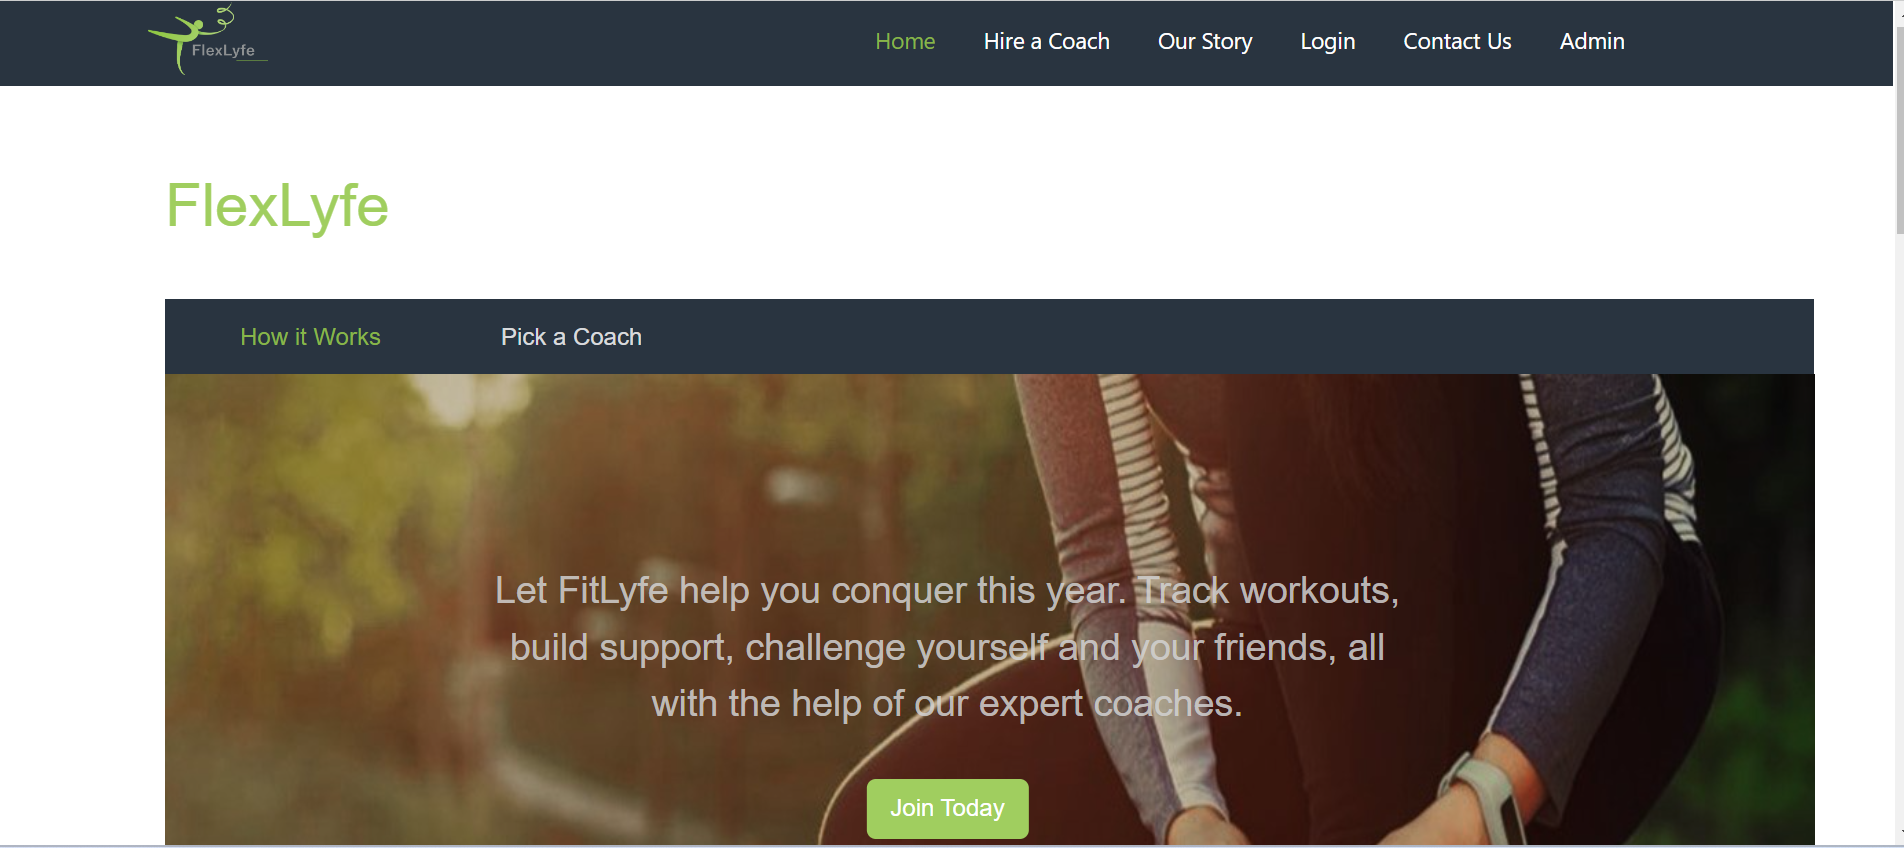 FlexLyfe
Home Hire a Coach Our Story Login Contact Us Admin
FlexLyfe
How it Works Pick a Coach
Let FitLyfe help you conquer this year. Track workouts,
build support, challenge yourself and your friends, all
with the help of our expert coaches.
Join Today